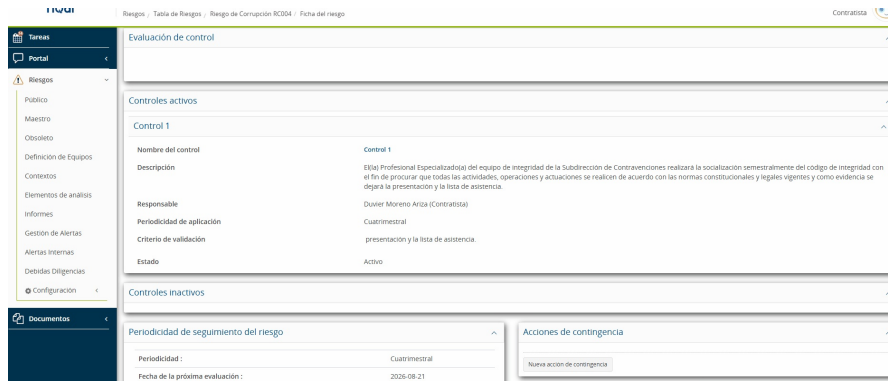 Riesgos / Tabla de Riesgos / Riesgo de Corrupción RC004 / Ficha del riesgo
Contratista
Tareas
Portal
Riesgos
Público
Maestro
Obsoleto
Definición de Equipos
Contextos
Elementos de análisis
Informes
Gestión de Alertas
Alertas Internas
Debidas Diligencias
Configuración
Documentos
Evaluación de control
Controles activos
Control 1
Nombre del control Control 1
Descripción El(la) Profesional Especializado(a) del equipo de integridad de la Subdirección de Contravenciones realizará la socialización semestralmente del código de integridad con
el fin de procurar que todas las actividades, operaciones y actuaciones se realicen de acuerdo con las normas constitucionales y legales vigentes y como evidencia se
dejará la presentación y la lista de asistencia.
Responsable Duvier Moreno Ariza (Contratista)
Periodicidad de aplicación Cuatrimestral
Criterio de validación presentación y la lista de asistencia.
Estado Activo
Controles inactivos
Periodicidad de seguimiento del riesgo
Periodicidad : Cuatrimestral
Fecha de la próxima evaluación : 2026-08-21
Acciones de contingencia
Nueva acción de contingencia